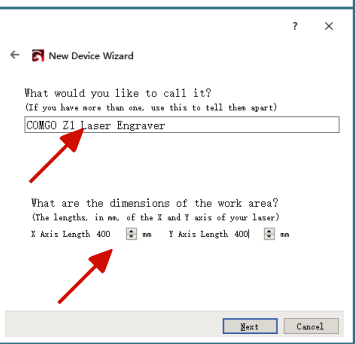 ?
New Device Wizard
What would you like to call it?
(If you have more than one, use this to tell them apart)
COMGO Z1 Laser Engraver
What are the dimensions of the work area?
(The lengths, in mm, of the X and Y axis of your laser)
X Axis Length 400 mm Y Axis Length 400 mm
Next Cancel